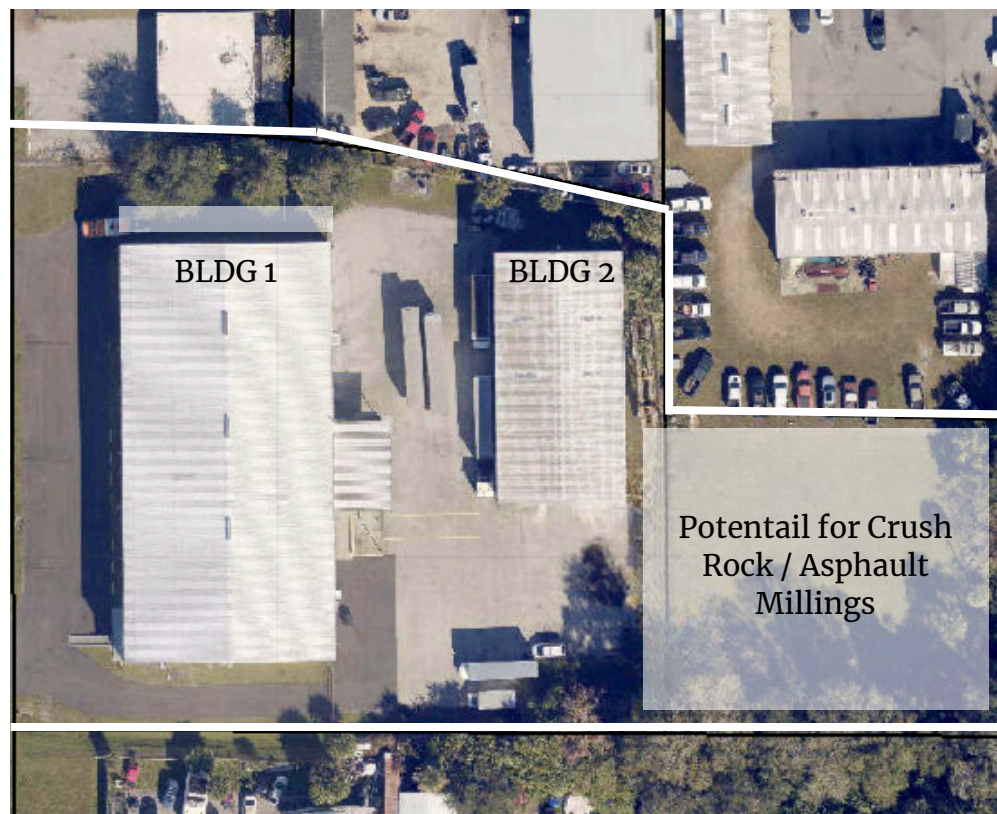 BLDG 1
BLDG 2
Potentail for Crush
Rock / Asphault
Millings